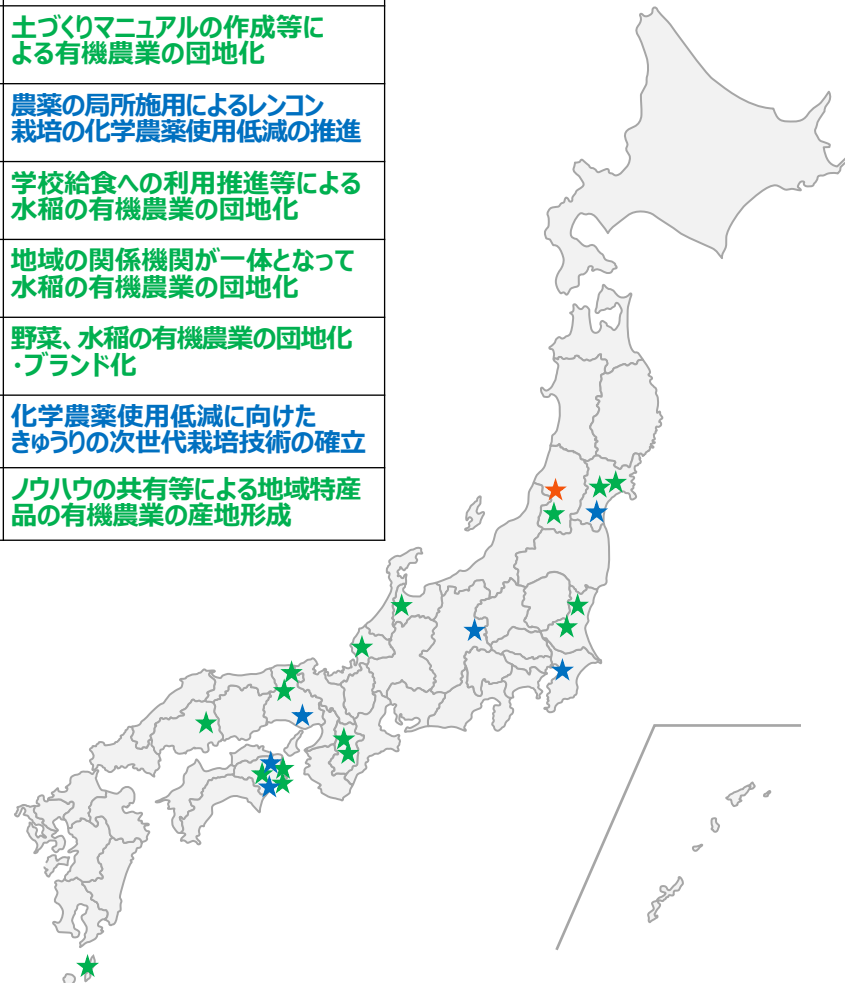 土づくりマニュアルの作成等に
よる有機農業の団地化
農薬の局所施用によるレンコン
栽培の化学農薬使用低減の推進
学校給食への利用推進等による
水稲の有機農業の団地化
地域の関係機関が一体となって
水稲の有機農業の団地化
野菜、水稲の有機農業の団地化
・ブランド化
化学農薬使用低減に向けた
きゅうりの次世代栽培技術の確立
ノウハウの共有等による地域特産
品の有機農業の産地形成